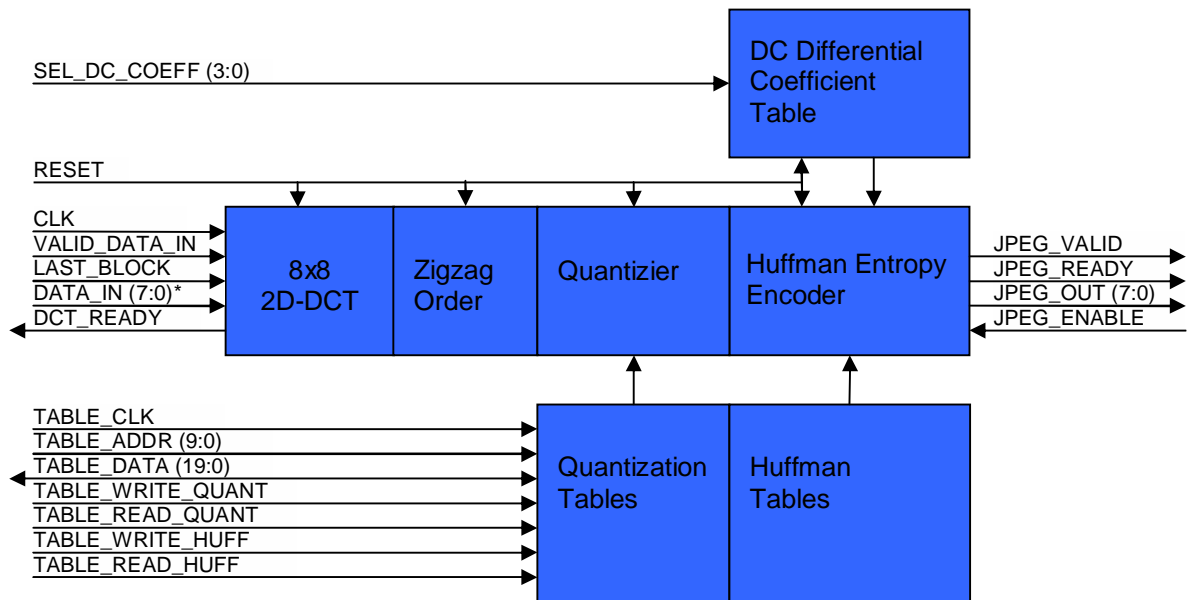 DC Differential
Coefficient
Table
SEL_DC_COEFF (3:0)
RESET
CLK
VALID_DATA_IN
LAST_BLOCK
DATA_IN (7:0)*
DCT_READY
8x8
2D-DCT
Zigzag
Order
Quantizier
Huffman Entropy
Encoder
JPEG_VALID
JPEG_READY
JPEG_OUT (7:0)
JPEG_ENABLE
TABLE_CLK
TABLE_ADDR (9:0)
TABLE_DATA (19:0)
TABLE_WRITE_QUANT
TABLE_READ_QUANT
TABLE_WRITE_HUFF
TABLE_READ_HUFF
Quantization
Tables
Huffman
Tables